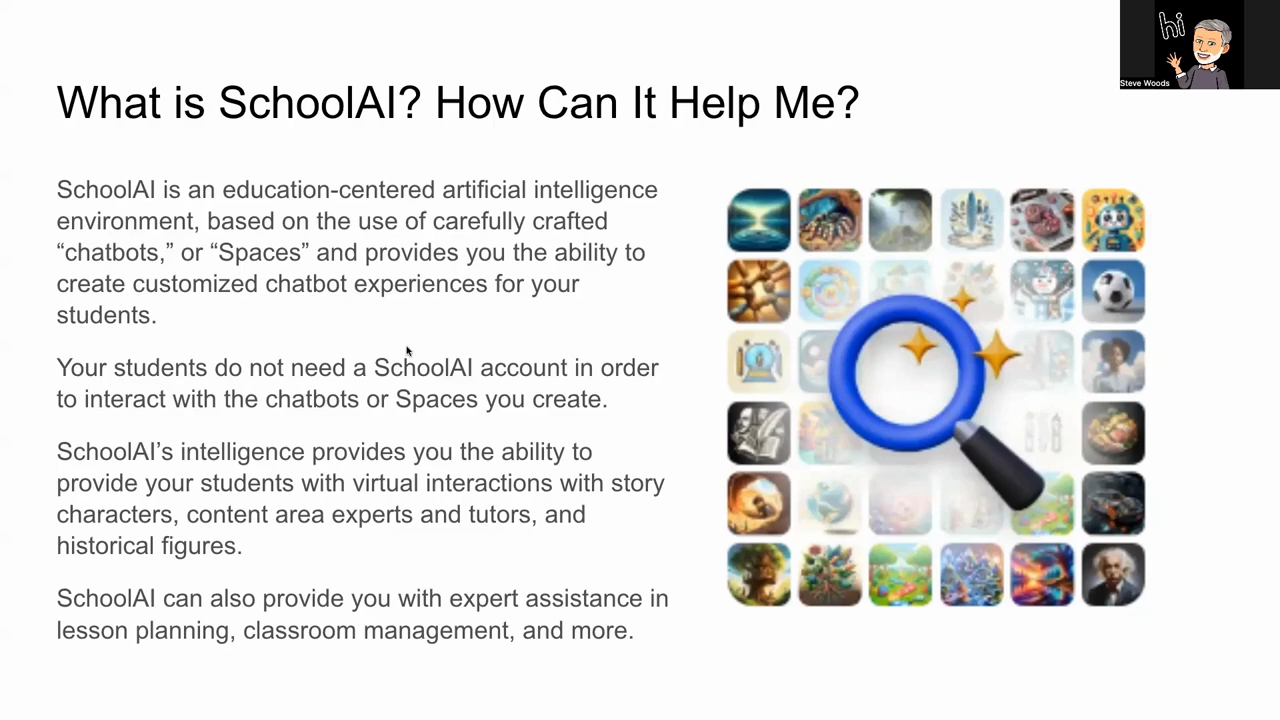 hi
Steve Woods
What is SchoolAI? How Can It Help Me?
SchoolAI is an education-centered artificial intelligence
environment, based on the use of carefully crafted
“chatbots,” or “Spaces” and provides you the ability to
create customized chatbot experiences for your
students.
Your students do not need a SchoolAI account in order
to interact with the chatbots or Spaces you create.
SchoolAI’s intelligence provides you the ability to
provide your students with virtual interactions with story
characters, content area experts and tutors, and
historical figures.
SchoolAI can also provide you with expert assistance in
lesson planning, classroom management, and more.